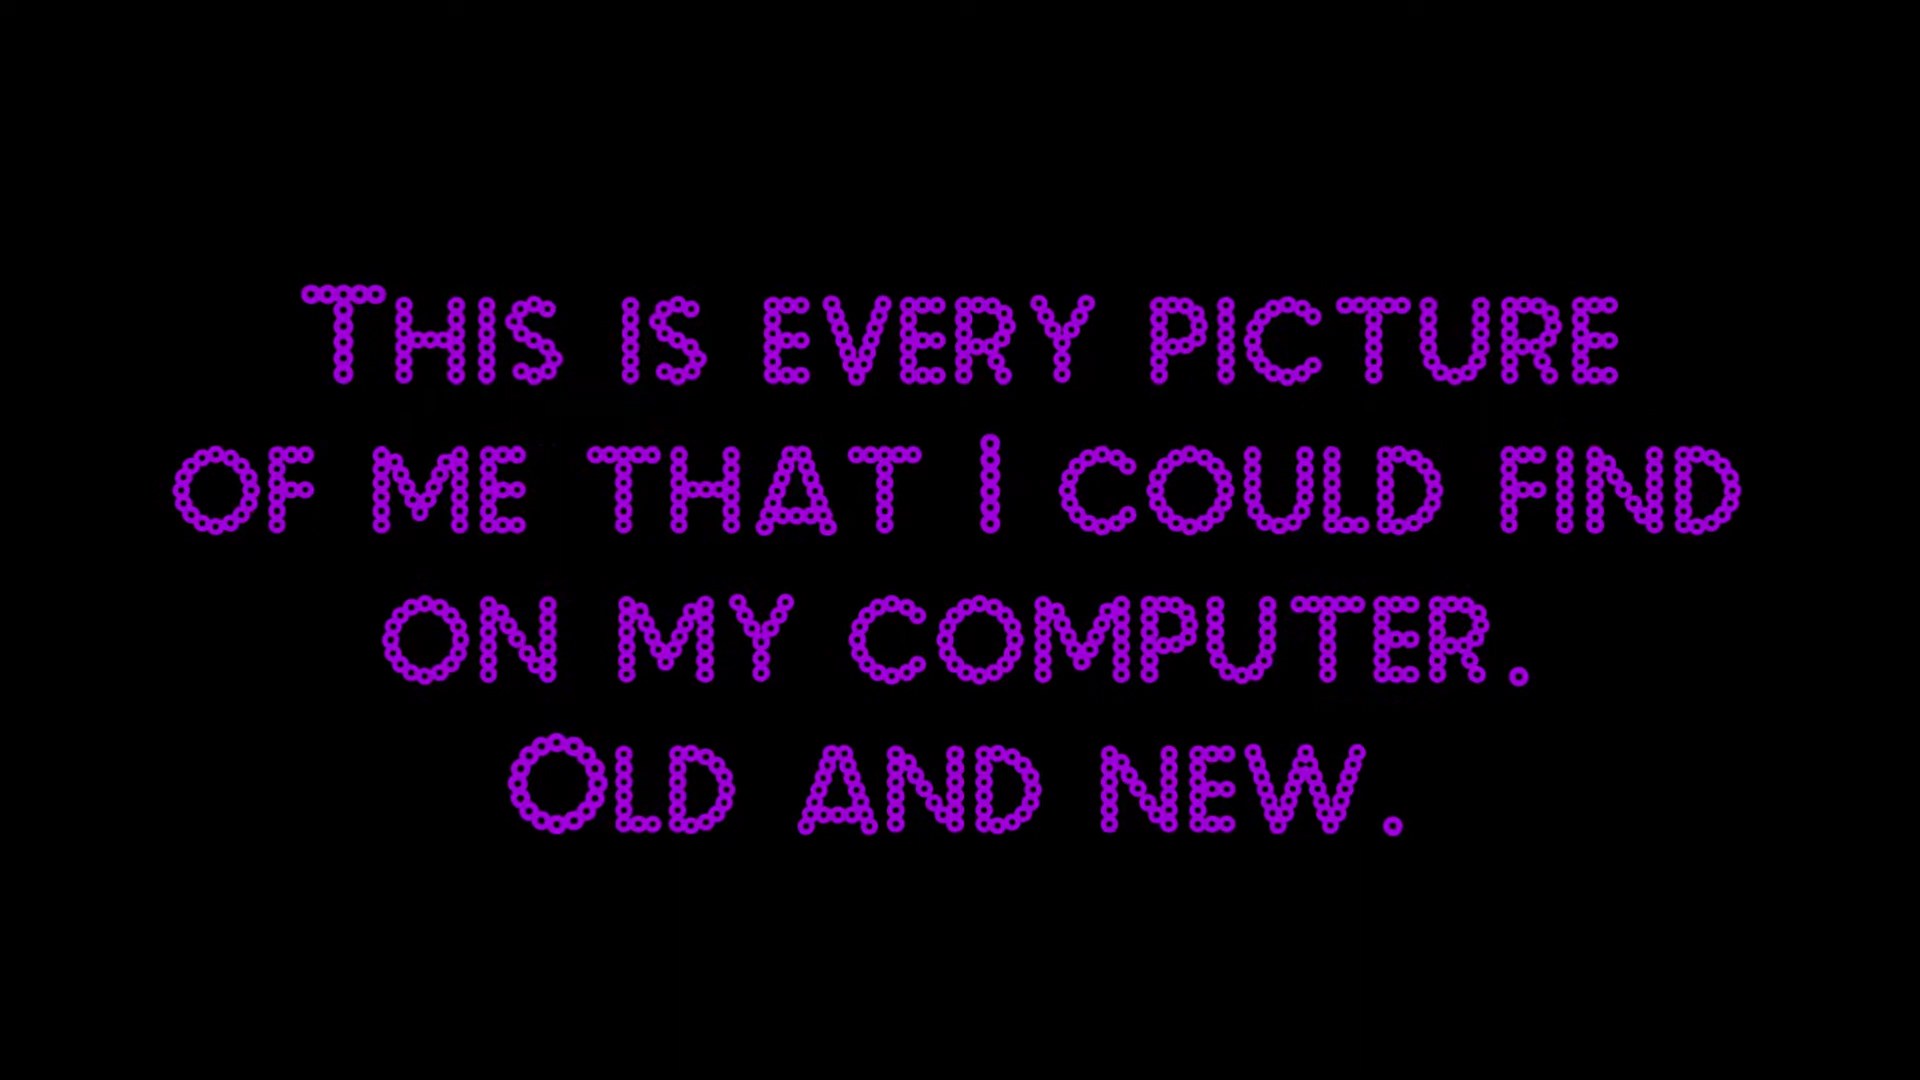 This is every picture
of me that I could find
on my computer.
Old and new.